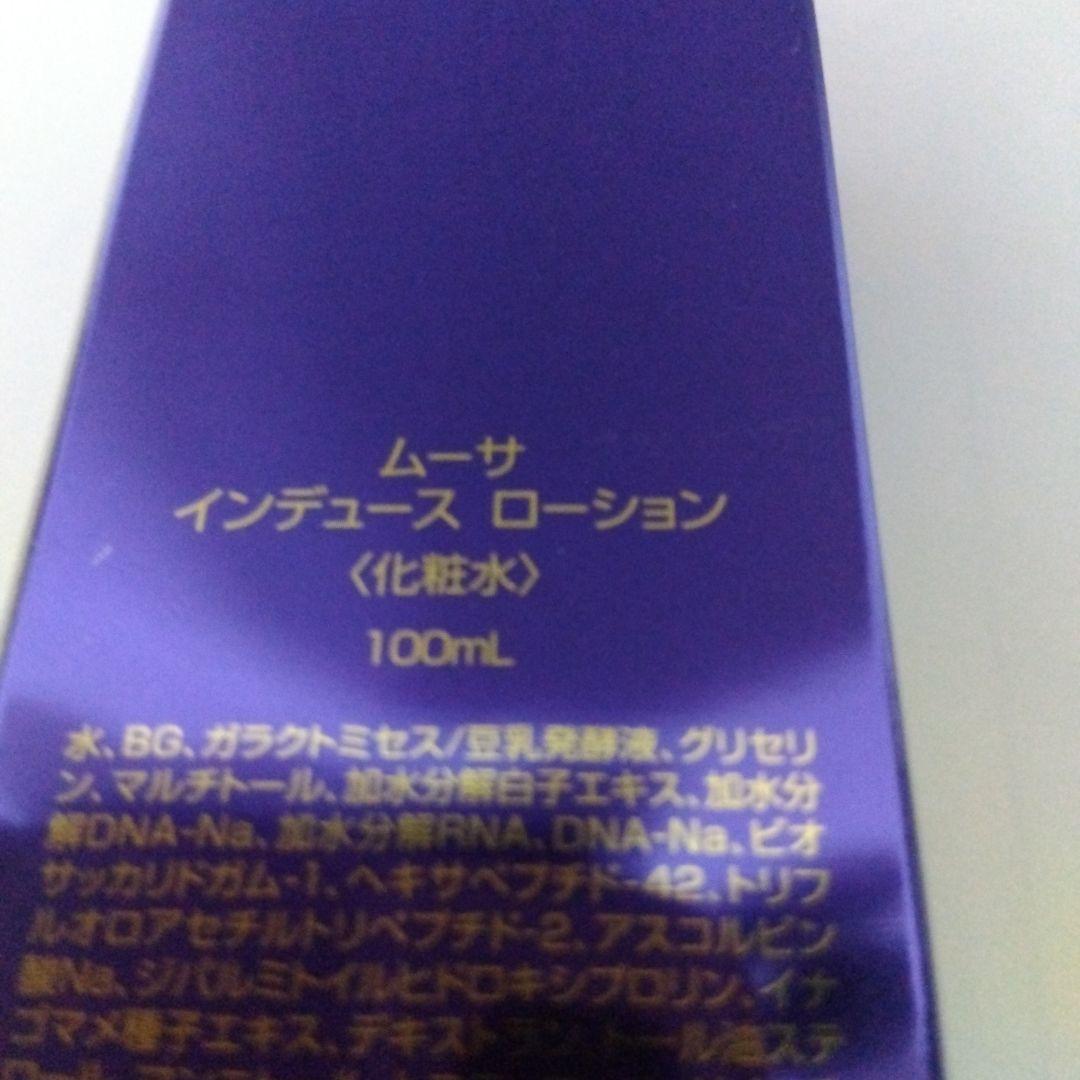 ムーサ
インデュース ローション
〈化粧水〉
100mL
水、BG、ガラクトミセス/豆乳発酵液、グリセリ
ン、マルチトール、加水分解白子エキス、加水分
解DNA-Na、加水分解RNA、DNA-Na、ビオ
サッカリドガム-1、ヘキサペプチド-42、トリフ
ルオロアセチルトリペプチド-2、アスコルビン
酸Na、ジパルミトイルヒドロキシプロリン、イナ
ゴマメ種子エキス、デキストラン、